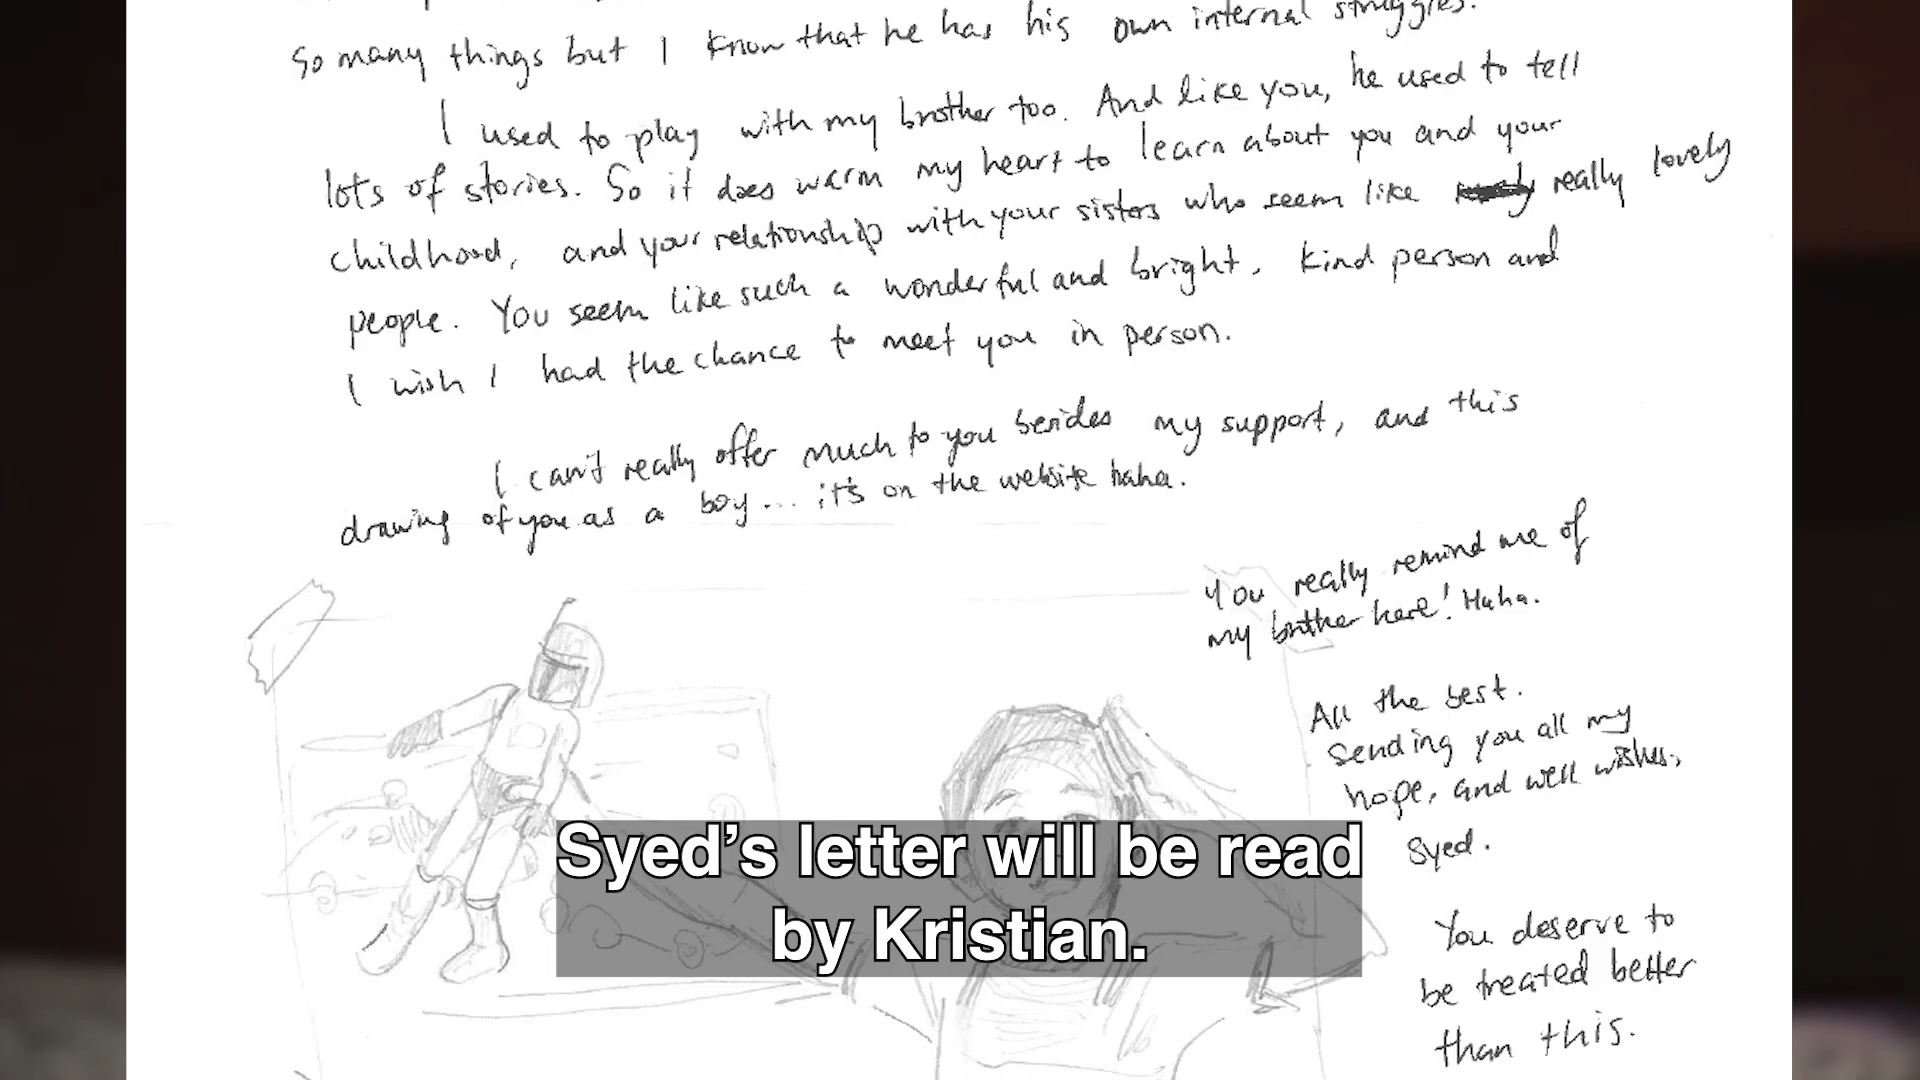 So many things but I know that he has his own internal struggles.
I used to play with my brother too. And like you, he used to tell
lots of stories. So it does warm my heart to learn about you and your
childhood, and your relationship with your sisters who seem like really lovely
people. You seem like such a wonderful and bright, kind person and
I wish I had the chance to meet you in person.
I can't really offer much to you besides my support, and this
drawing of you as a boy... it's on the website haha.
You really remind me of
my brother here! Haha.
All the best.
Sending you all my
hope, and well wishes,
Syed.
You deserve to
be treated better
than this.
Syed's letter will be read
by Kristian.